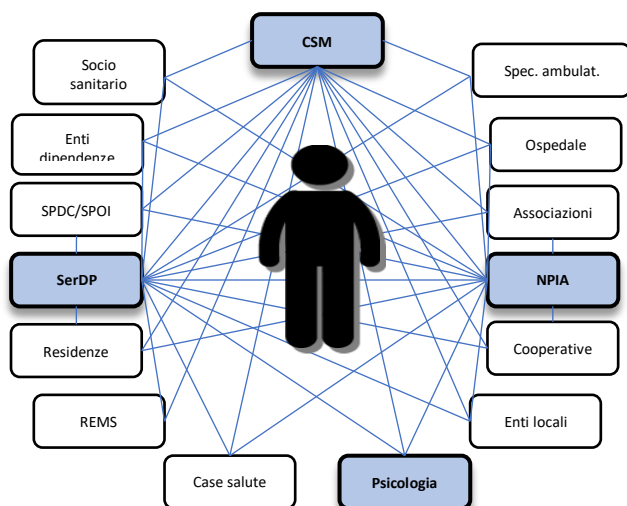 CSM
Socio
sanitario
Spec. ambulat.
Enti
dipendenze
Ospedale
SPDC/SPOI
Associazioni
SerDP
NPIA
Residenze
Cooperative
REMS
Enti locali
Case salute
Psicologia